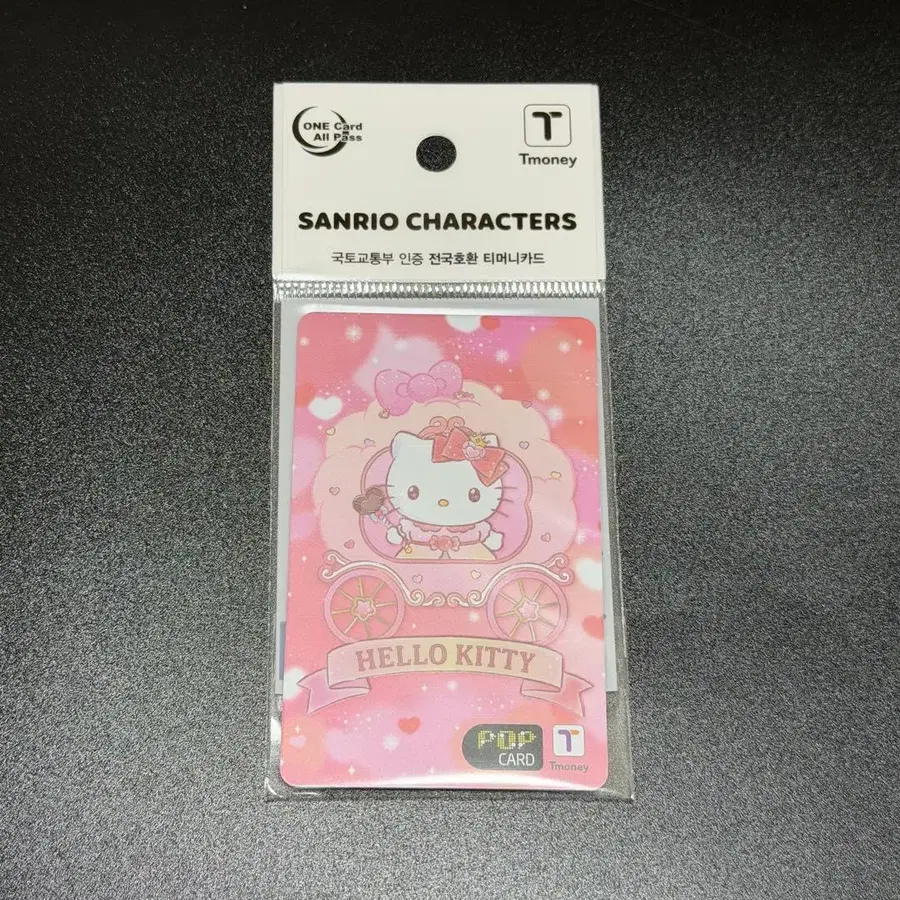 ONE Card
All Pass
Tmoney
SANRIO CHARACTERS
국토교통부 인증 전국호환 티머니카드
HELLO KITTY
POP
CARD
Tmoney